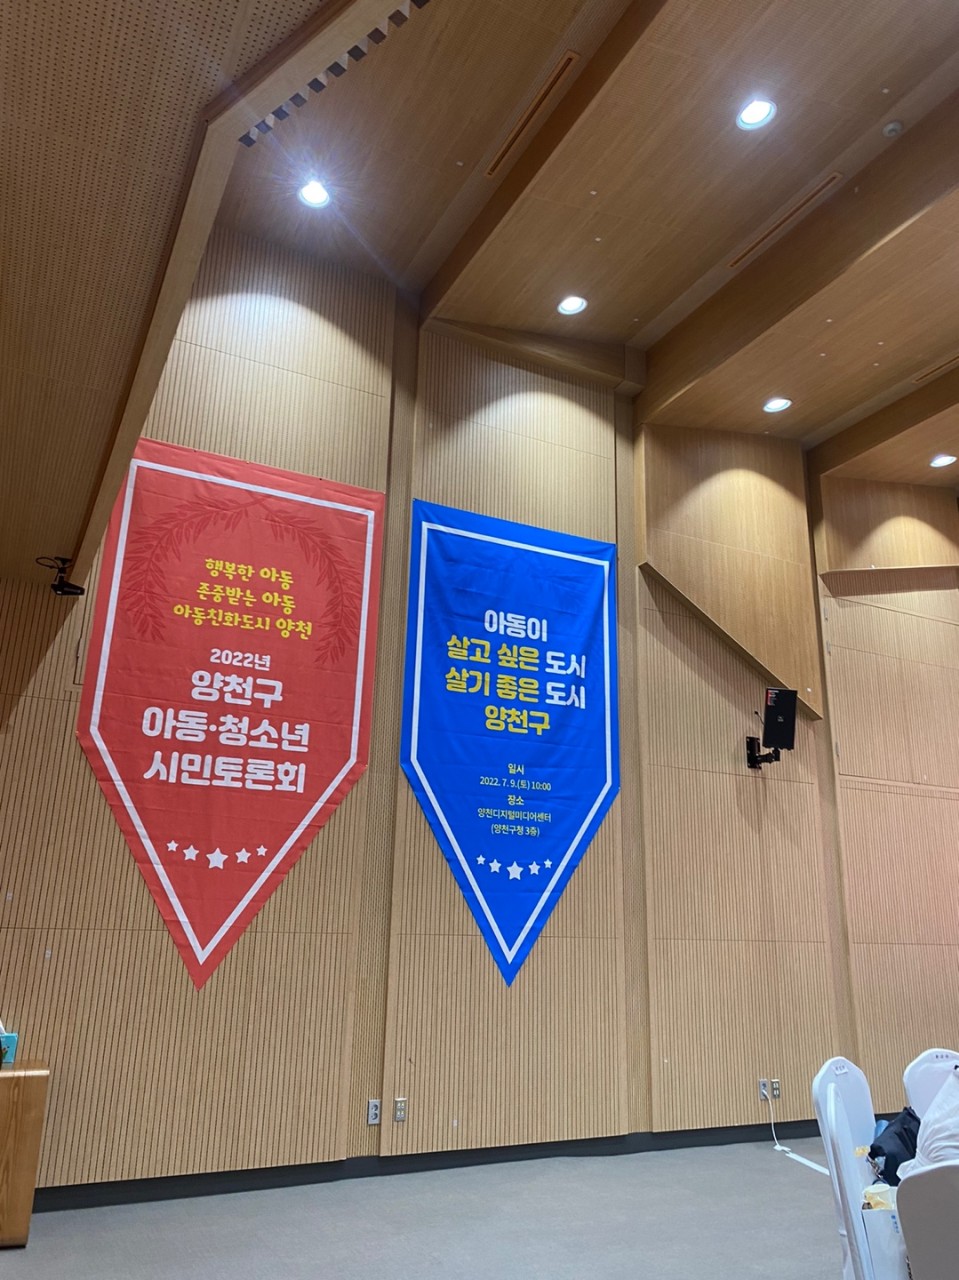 행복한 아동
존중받는 아동
아동친화도시 양천
2022년
양천구
아동·청소년
시민토론회
아동이
살고 싶은 도시
살기 좋은 도시
양천구
일시
2022. 7. 9.(토) 10:00
장소
양천디지털미디어센터
(양천구청 3층)